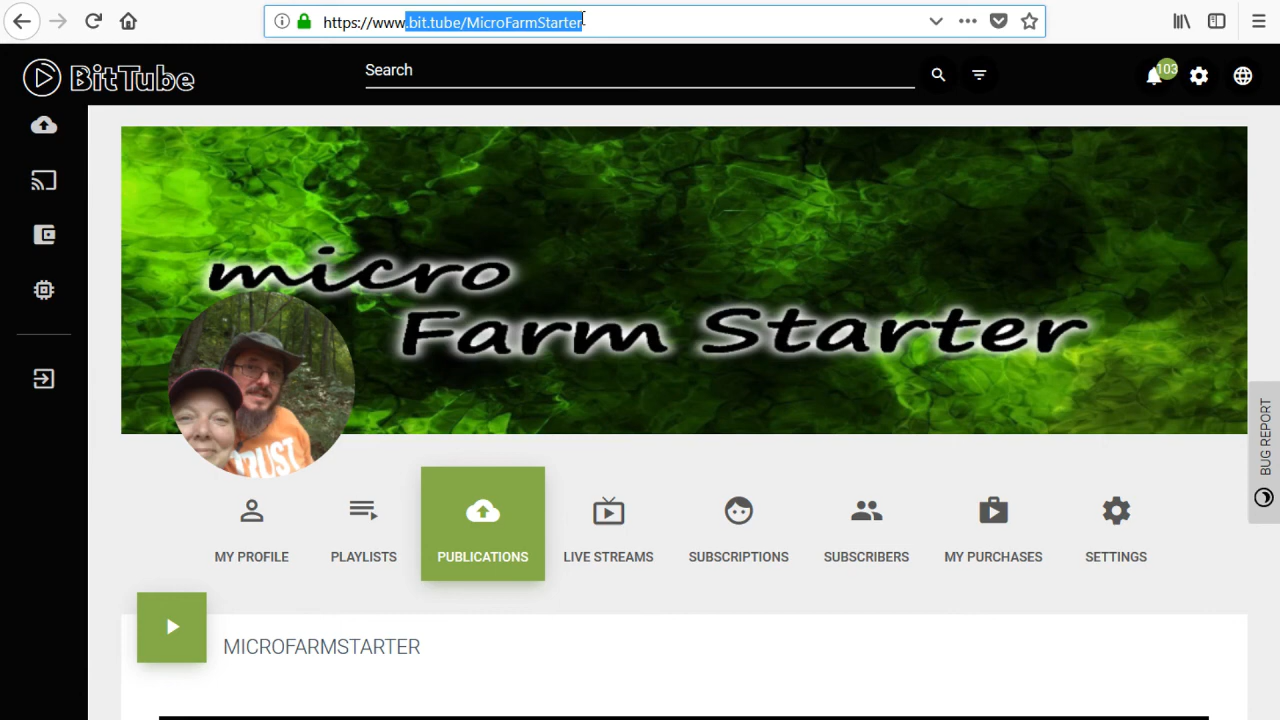 https://www.bit.tube/MicroFarmStarter
BitTube
Search
103
micro
Farm Starter
RUST
BUG REPORT
MY PROFILE
PLAYLISTS
PUBLICATIONS
LIVE STREAMS
SUBSCRIPTIONS
SUBSCRIBERS
MY PURCHASES
SETTINGS
MICROFARMSTARTER